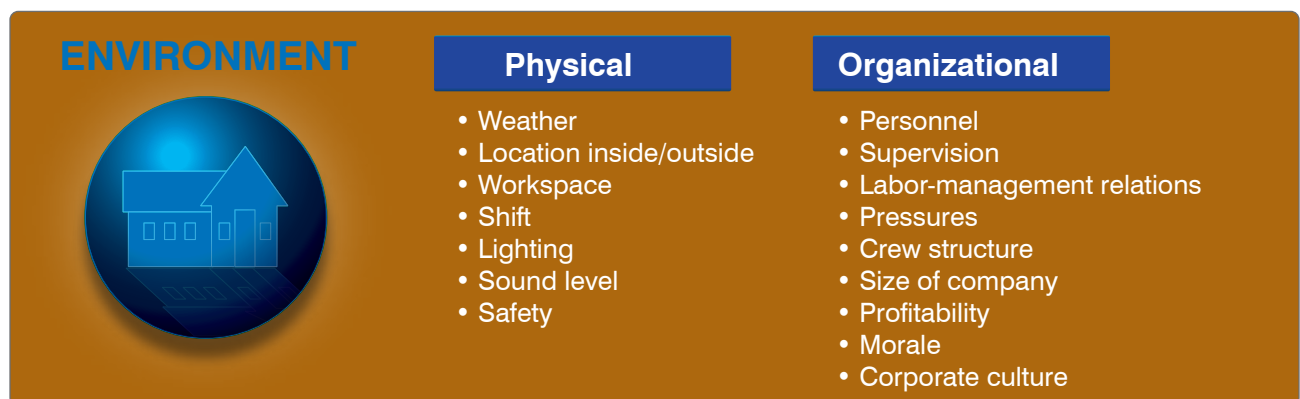 ENVIRONMENT
Physical
• Weather
• Location inside/outside
• Workspace
• Shift
• Lighting
• Sound level
• Safety
Organizational
• Personnel
• Supervision
• Labor-management relations
• Pressures
• Crew structure
• Size of company
• Profitability
• Morale
• Corporate culture